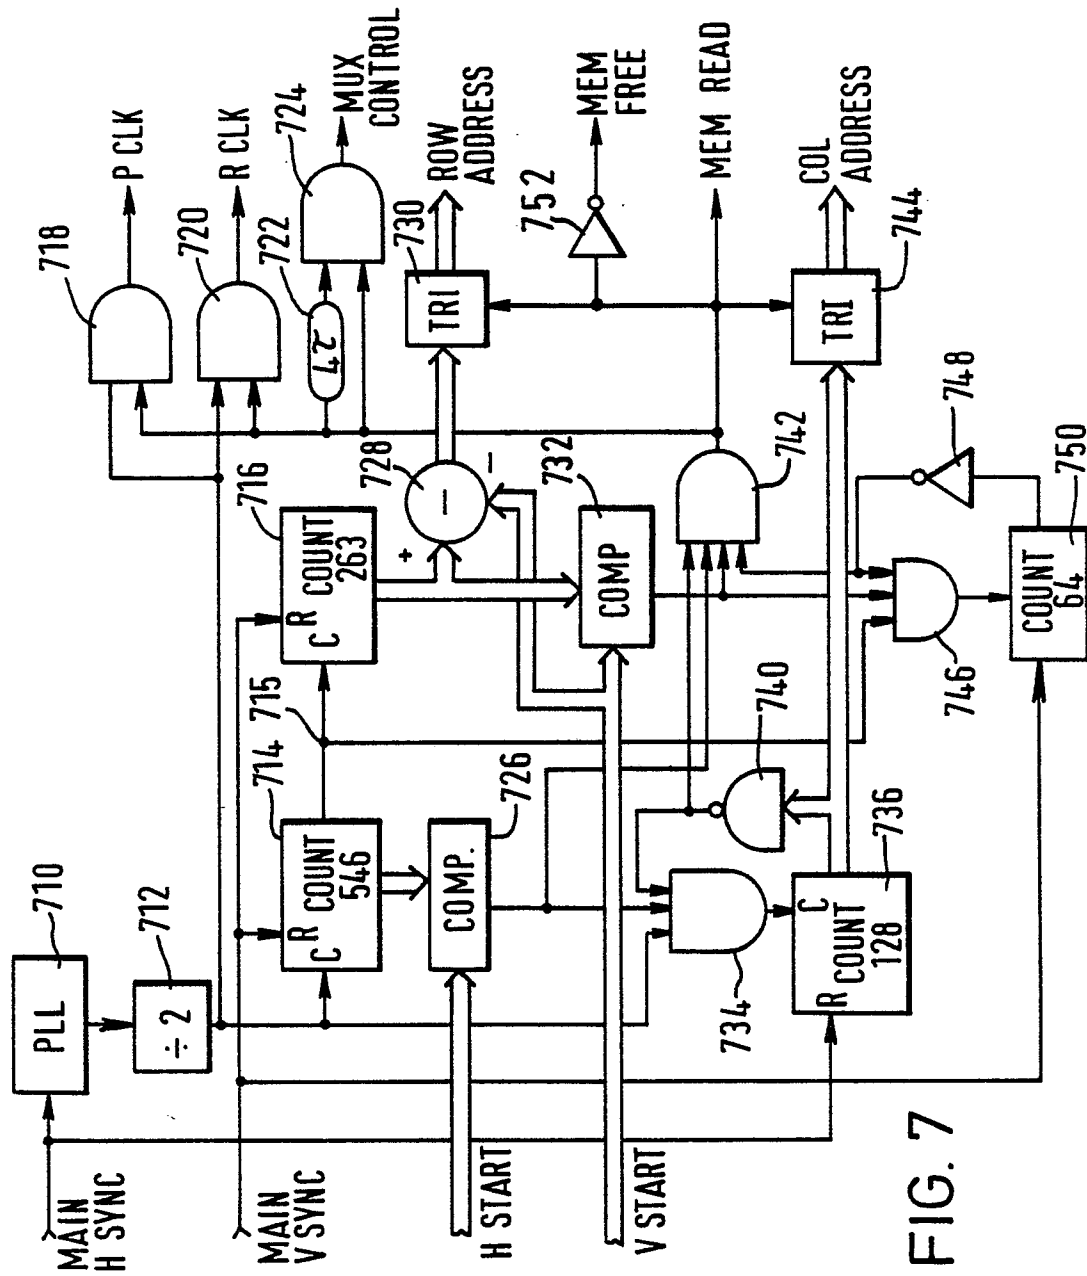 MAIN
H SYNC
PLL
710
÷ 2
712
MAIN
V SYNC
C R
COUNT
546
714
715
C R
COUNT
263
716
718
P CLK
720
R CLK
722
4τ
724
MUX
CONTROL
H START
COMP.
726
+
−
−
728
TRI
730
ROW
ADDRESS
V START
COMP
732
752
MEM
FREE
734
740
742
MEM READ
R
C
COUNT
128
736
TRI
744
COL
ADDRESS
746
748
COUNT
64
750
FIG. 7